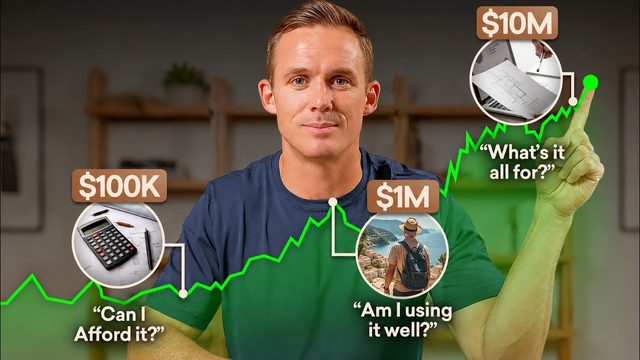 $100K
“Can I
Afford it?”
$1M
“Am I using
it well?”
$10M
“What’s it
all for?”